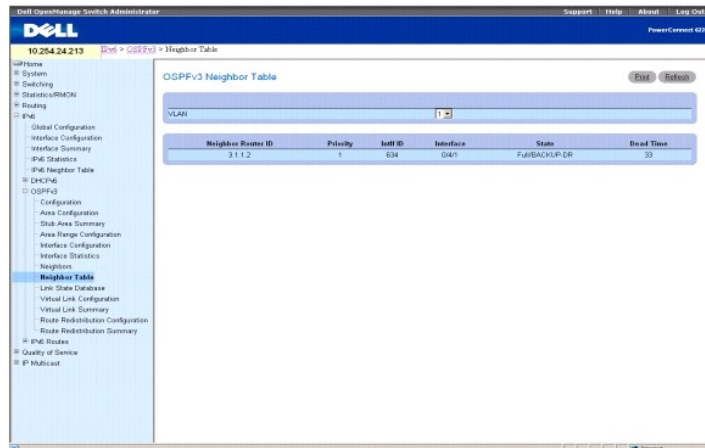 Dell OpenManage Switch Administrator
Support Help About Log Out
DELL
PowerConnect 622
10.254.24.213
IPv6 > OSPFv3 > Neighbor Table
Home
System
Switching
Statistics/RMON
Routing
IPv6
Global Configuration
Interface Configuration
Interface Summary
IPv6 Statistics
IPv6 Neighbor Table
DHCPv6
OSPFv3
Configuration
Area Configuration
Stub Area Summary
Area Range Configuration
Interface Configuration
Interface Statistics
Neighbors
Neighbor Table
Link State Database
Virtual Link Configuration
Virtual Link Summary
Route Redistribution Configuration
Route Redistribution Summary
IPv6 Routes
Quality of Service
IP Multicast
OSPFv3 Neighbor Table
Print Refresh
VLAN 1
Neighbor Router ID Priority IntIf ID Interface State Dead Time
3.1.1.2 1 634 0/4/1 Full/BACKUP-DR 33